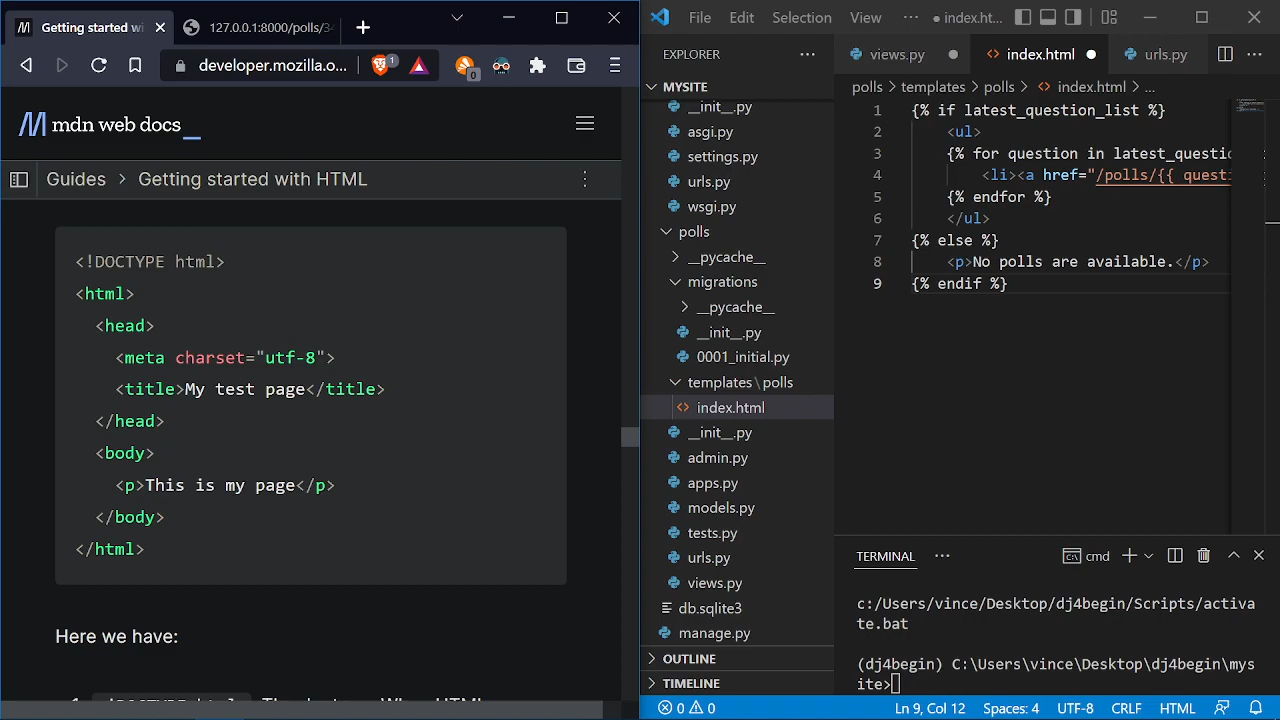 Getting started wi
127.0.0.1:8000/polls/34
developer.mozilla.o...
1
0
mdn web docs_
Guides > Getting started with HTML
<!DOCTYPE html>
<html>
<head>
<meta charset="utf-8">
<title>My test page</title>
</head>
<body>
<p>This is my page</p>
</body>
</html>
Here we have:
File Edit Selection View ··· ● index.ht...
EXPLORER ···
MYSITE
__init__.py
asgi.py
settings.py
urls.py
wsgi.py
polls
__pycache__
migrations
__pycache__
__init__.py
0001_initial.py
templates\polls
index.html
__init__.py
admin.py
apps.py
models.py
tests.py
urls.py
views.py
db.sqlite3
manage.py
OUTLINE
TIMELINE
views.py ● index.html ● urls.py ···
polls > templates > polls > index.html > ...
1 {% if latest_question_list %}
2 <ul>
3 {% for question in latest_questio
4 <li><a href="/polls/{{ questi
5 {% endfor %}
6 </ul>
7 {% else %}
8 <p>No polls are available.</p>
9 {% endif %}
TERMINAL ··· cmd
c:/Users/vince/Desktop/dj4begin/Scripts/activa
te.bat
(dj4begin) C:\Users\vince\Desktop\dj4begin\mys
ite>
0 0 Ln 9, Col 12 Spaces: 4 UTF-8 CRLF HTML